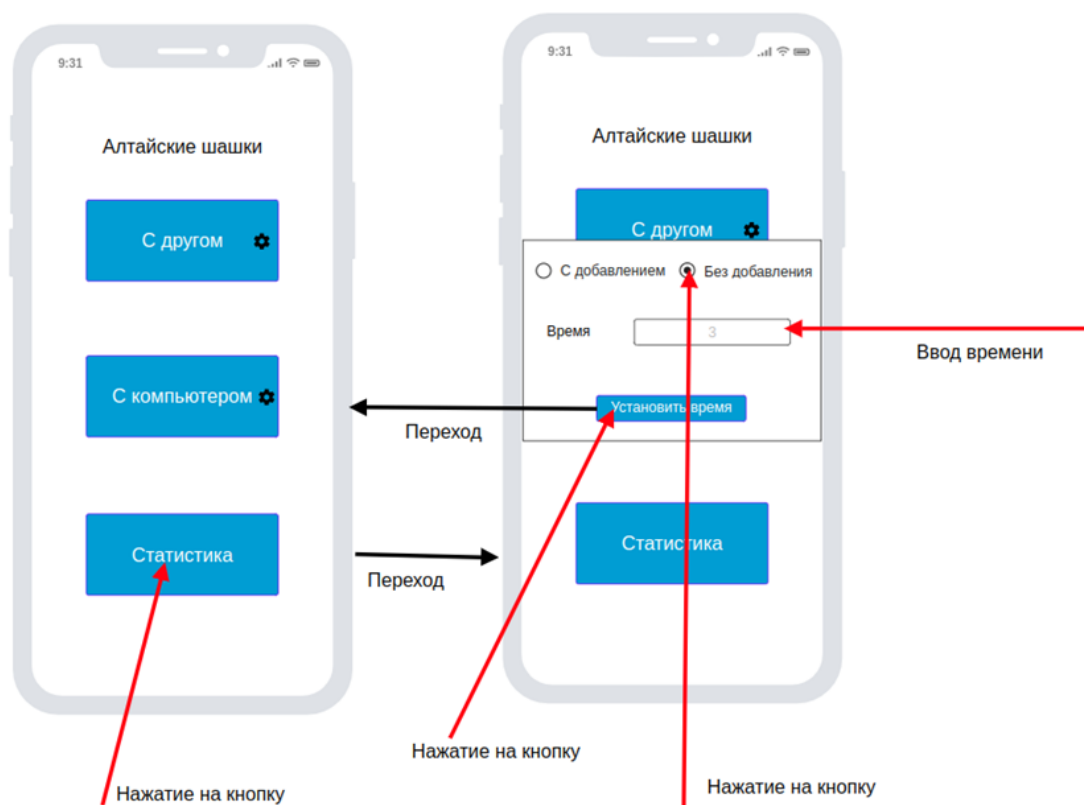 9:31
Алтайские шашки
С другом
С компьютером
Статистика
Нажатие на кнопку
Переход
Переход
9:31
Алтайские шашки
С другом
С добавлением
Без добавления
Время
3
Установить время
Статистика
Ввод времени
Нажатие на кнопку
Нажатие на кнопку